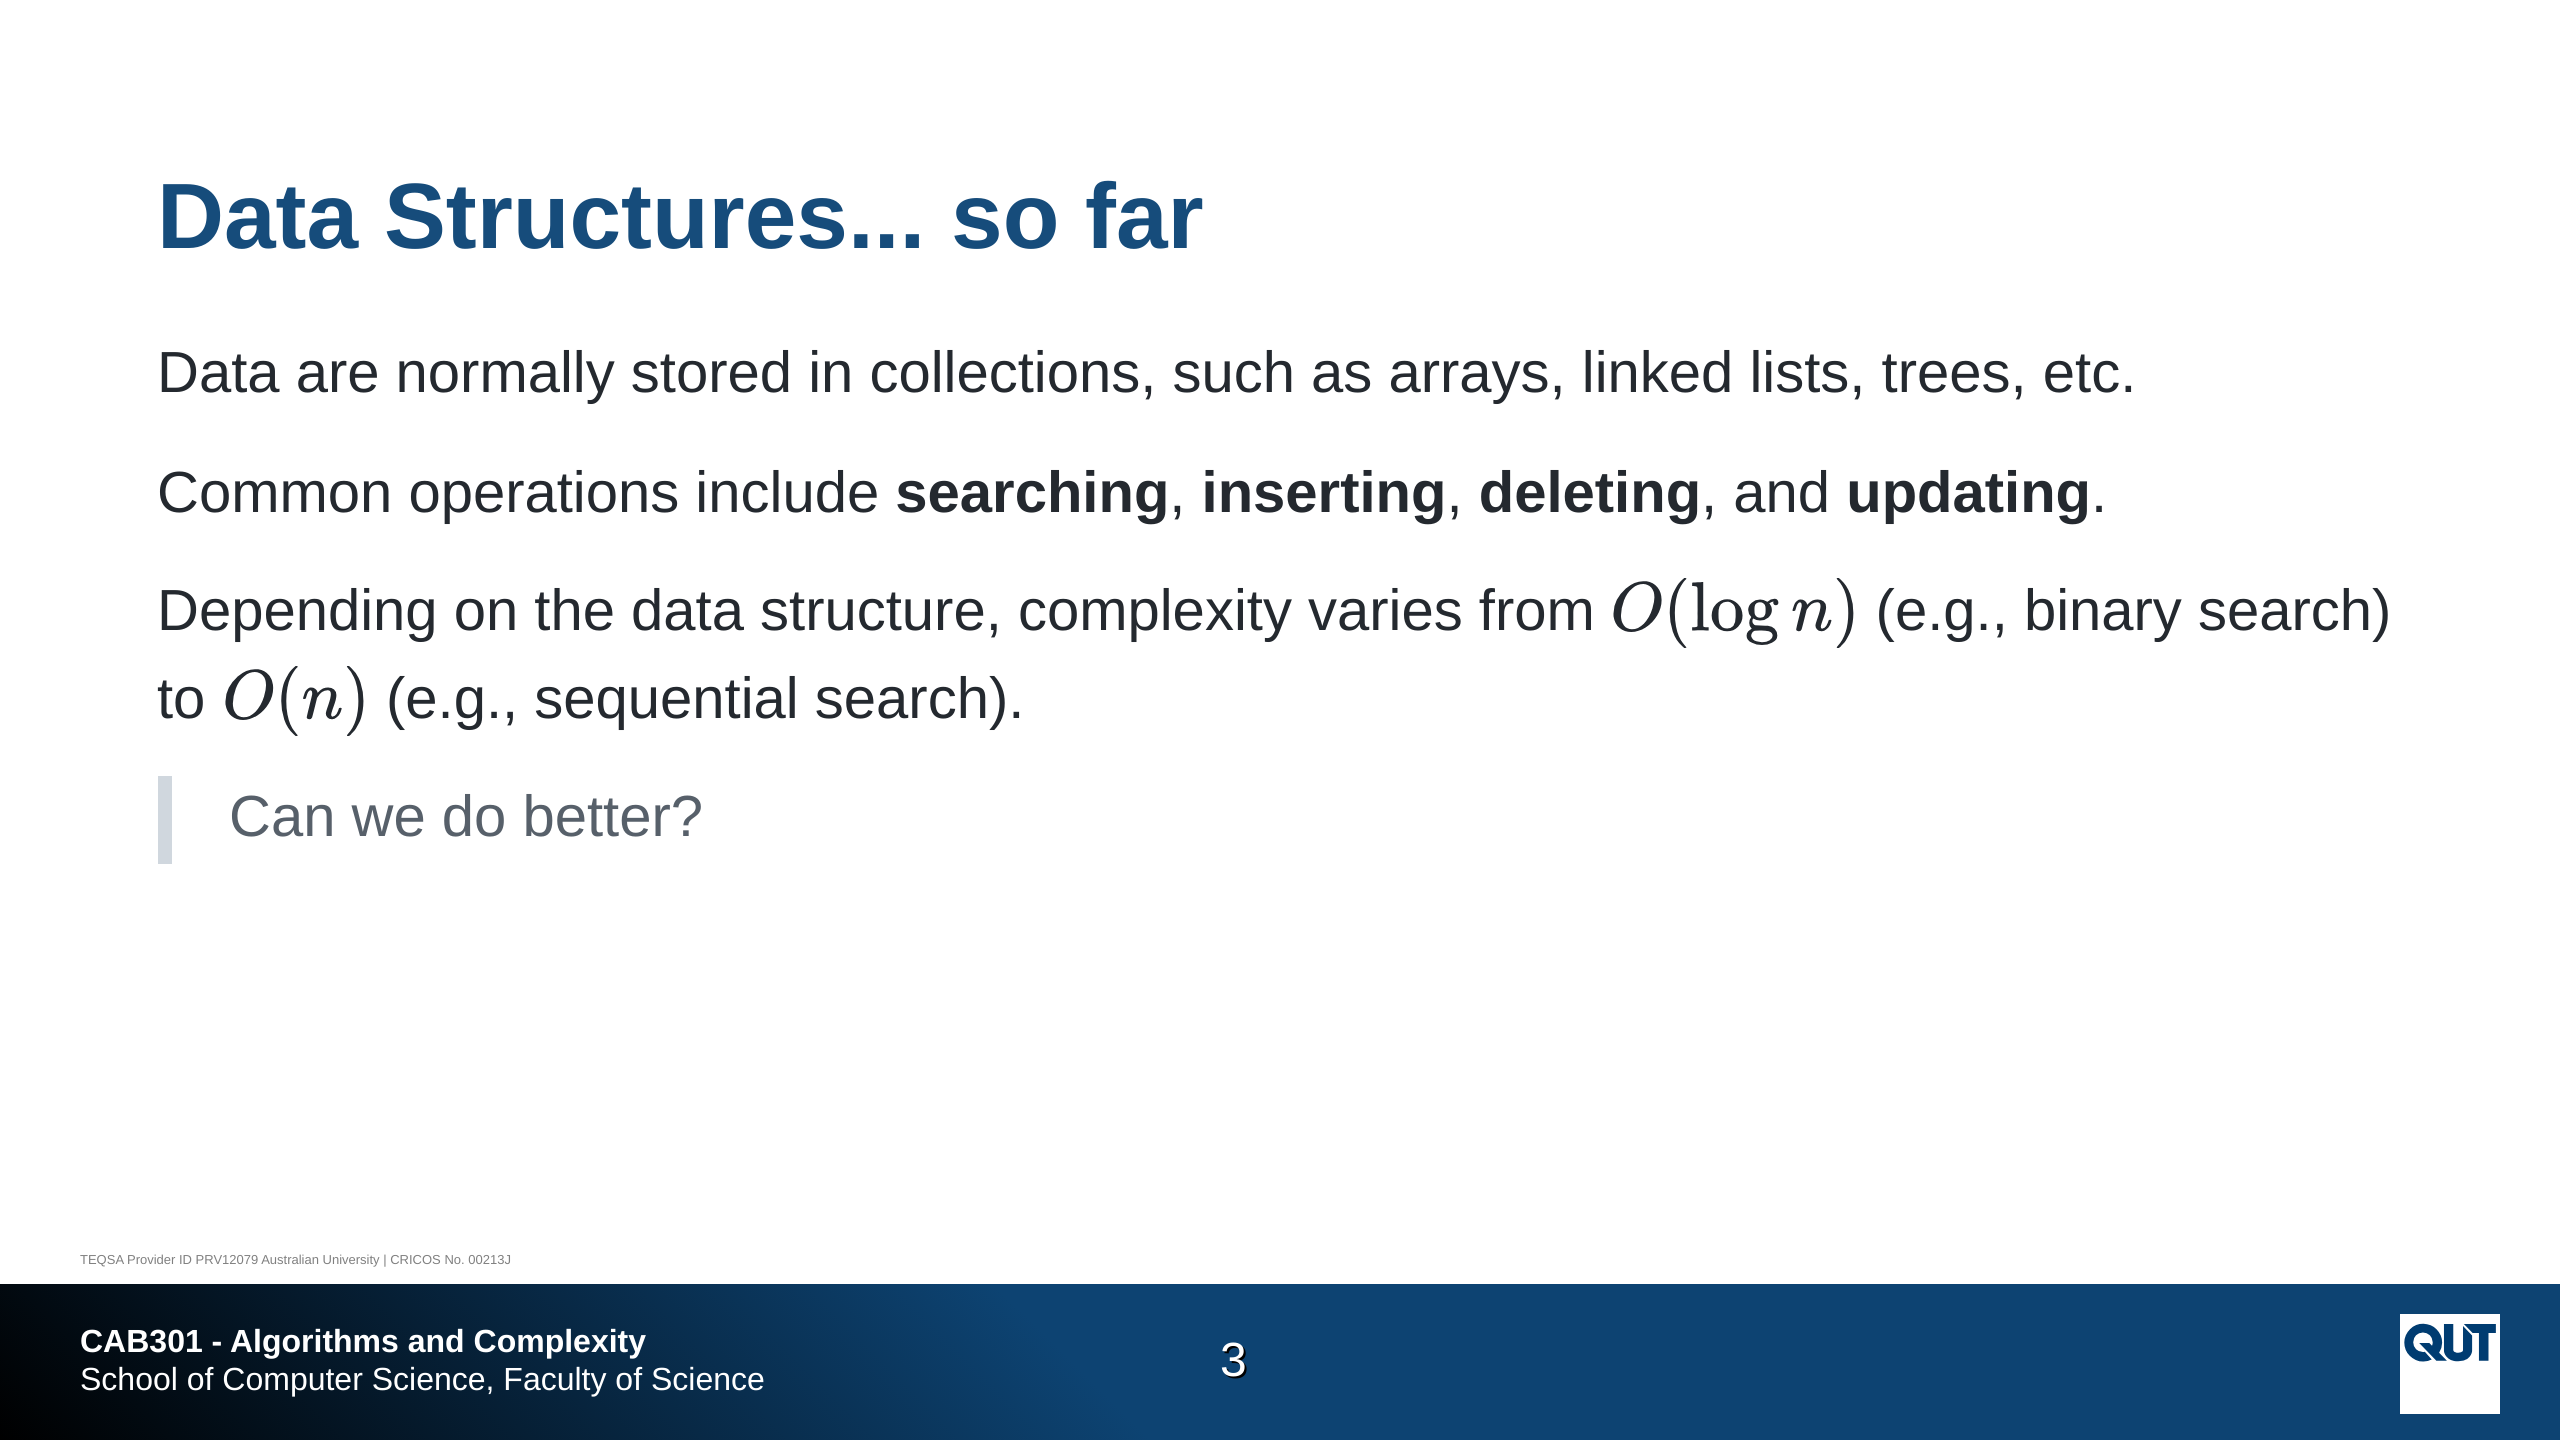 Data Structures... so far
Data are normally stored in collections, such as arrays, linked lists, trees, etc.
Common operations include searching, inserting, deleting, and updating.
Depending on the data structure, complexity varies from O(log n) (e.g., binary search)
to O(n) (e.g., sequential search).
Can we do better?
TEQSA Provider ID PRV12079 Australian University | CRICOS No. 00213J
CAB301 - Algorithms and Complexity
School of Computer Science, Faculty of Science
3
QUT